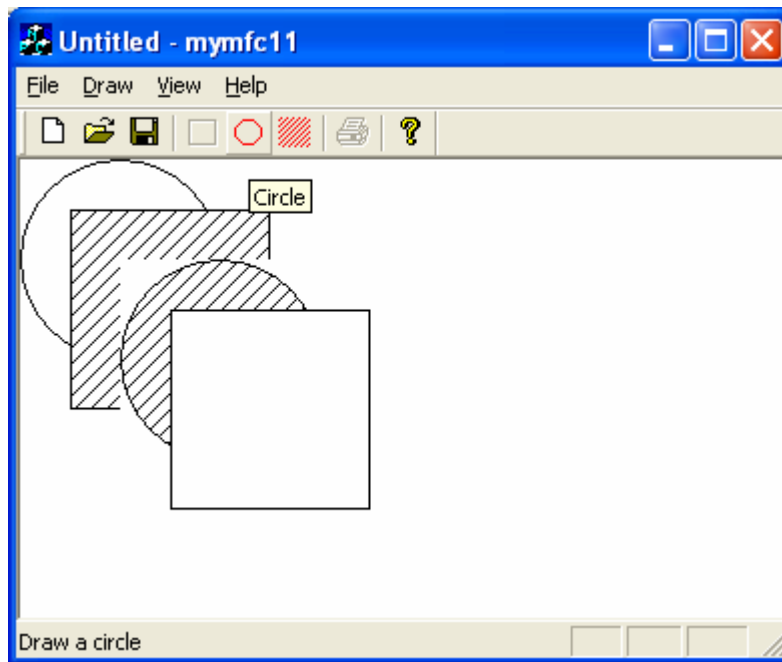 Untitled - mymfc11
File Draw View Help
?
Circle
Draw a circle